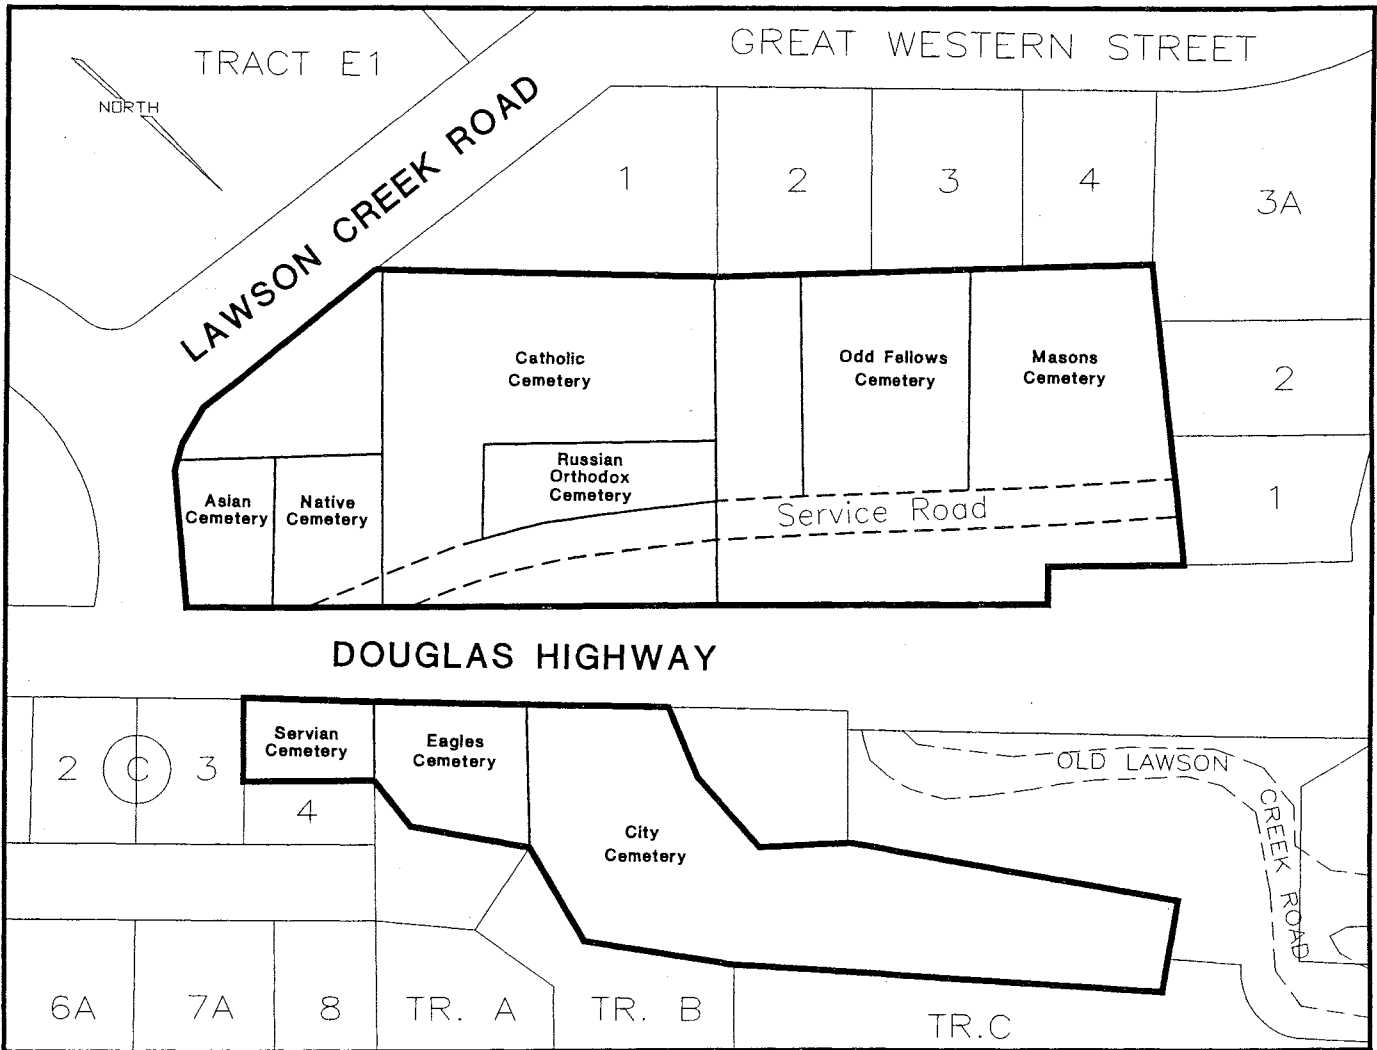 TRACT E1
GREAT WESTERN STREET
NORTH
LAWSON CREEK ROAD
1
2
3
4
3A
Catholic
Cemetery
Odd Fellows
Cemetery
Masons
Cemetery
2
Russian
Orthodox
Cemetery
Asian
Cemetery
Native
Cemetery
Service Road
1
DOUGLAS HIGHWAY
Servian
Cemetery
Eagles
Cemetery
2
C
3
OLD LAWSON
CREEK ROAD
4
City
Cemetery
6A
7A
8
TR. A
TR. B
TR.C